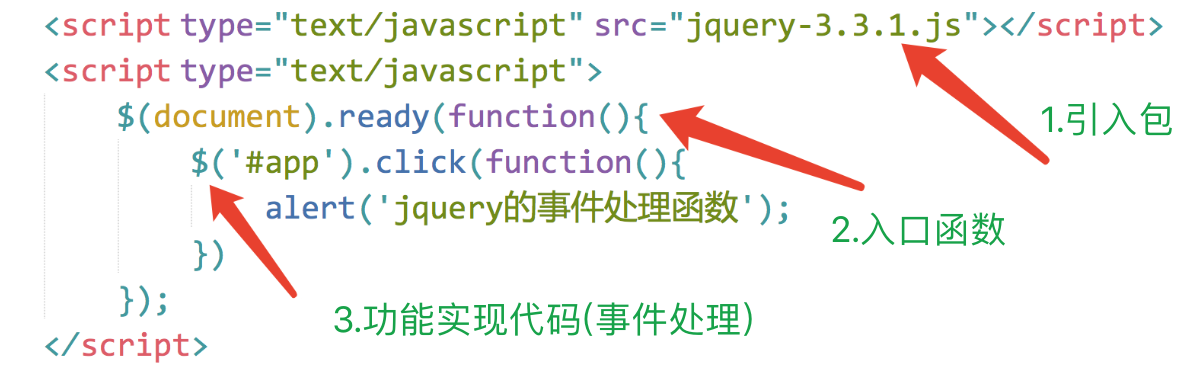 <script type="text/javascript" src="jquery-3.3.1.js"></script>
<script type="text/javascript">
$(document).ready(function(){
1.引入包
$('#app').click(function(){
alert('jquery的事件处理函数');
2.入口函数
})
});
3.功能实现代码(事件处理)
</script>